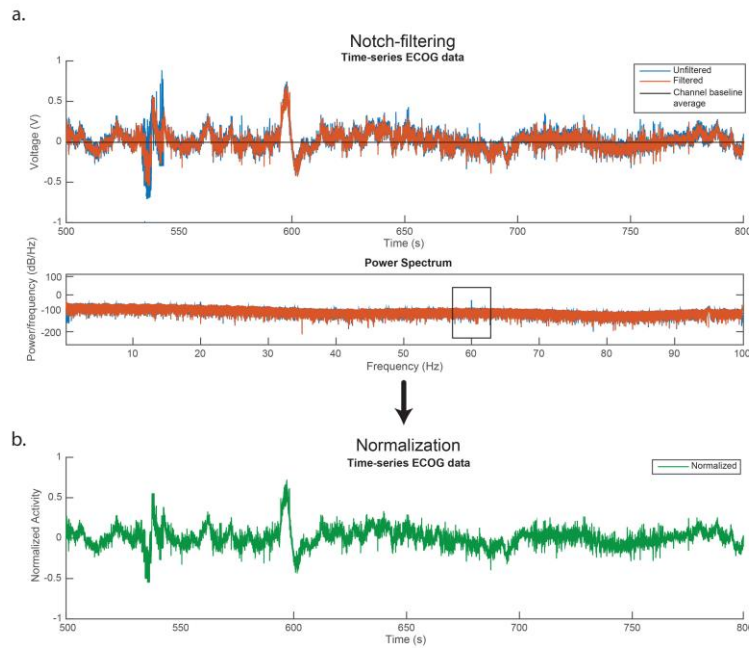 a.
Notch-filtering
Time-series ECOG data
Unfiltered
Filtered
Channel baseline
average
Voltage (V)
1
0.5
0
-0.5
-1
500 550 600 650 700 750 800
Time (s)
Power Spectrum
Power/frequency (dB/Hz)
100
0
-100
-200
10 20 30 40 50 60 70 80 90 100
Frequency (Hz)
b.
Normalization
Time-series ECOG data
Normalized
Normalized Activity
1
0.5
0
-0.5
-1
500 550 600 650 700 750 800
Time (s)